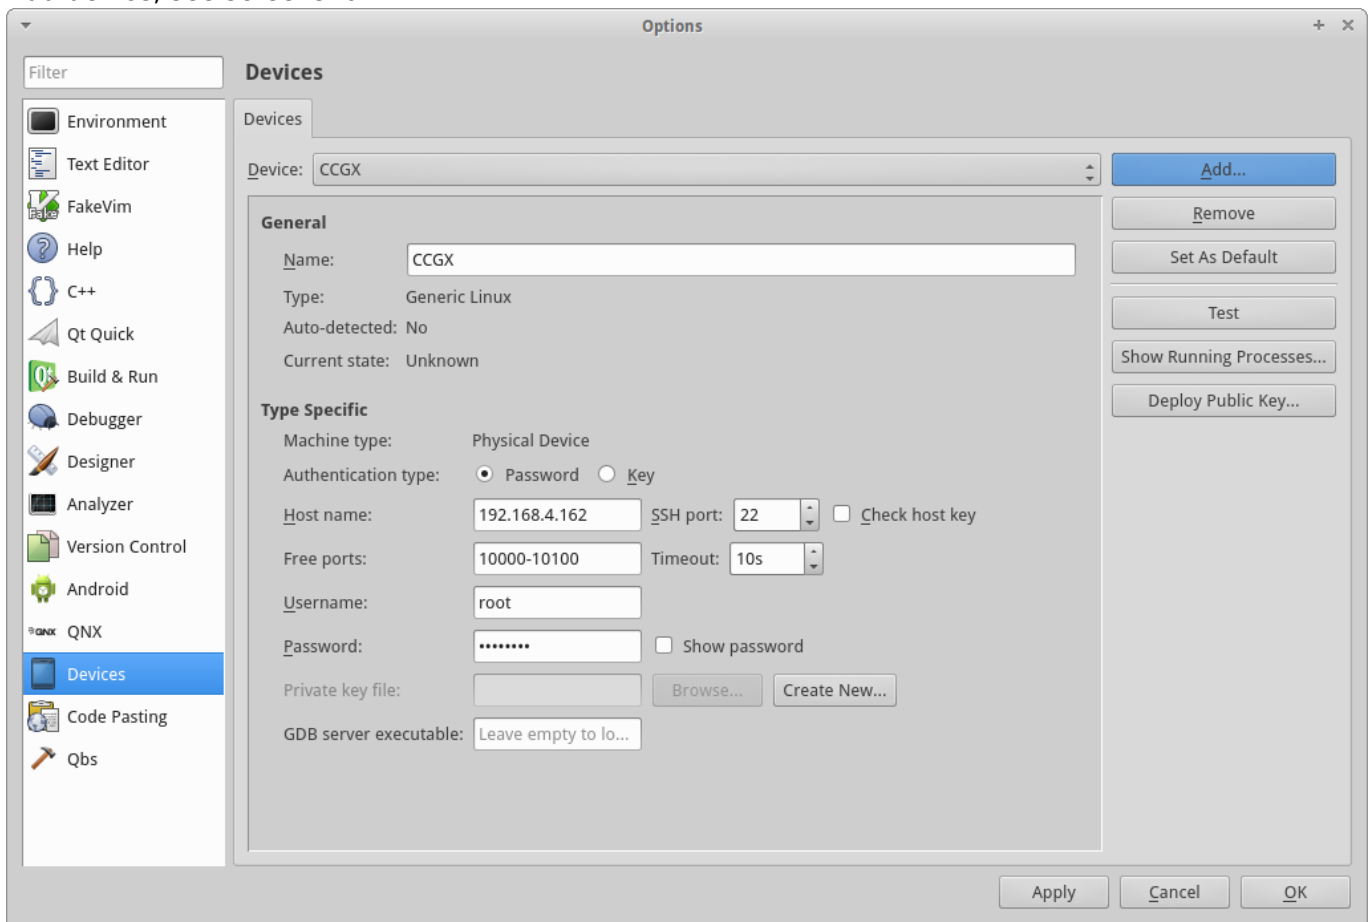 Options
Filter
Devices
Environment
Text Editor
FakeVim
Help
C++
Qt Quick
Build & Run
Debugger
Designer
Analyzer
Version Control
Android
QNX
Devices
Code Pasting
Qbs
Devices
Device: CCGX
General
Name: CCGX
Type: Generic Linux
Auto-detected: No
Current state: Unknown
Type Specific
Machine type: Physical Device
Authentication type: Password Key
Host name: 192.168.4.162 SSH port: 22 Check host key
Free ports: 10000-10100 Timeout: 10s
Username: root
Password: •••••••• Show password
Private key file: Browse... Create New...
GDB server executable: Leave empty to lo...
Add...
Remove
Set As Default
Test
Show Running Processes...
Deploy Public Key...
Apply Cancel OK